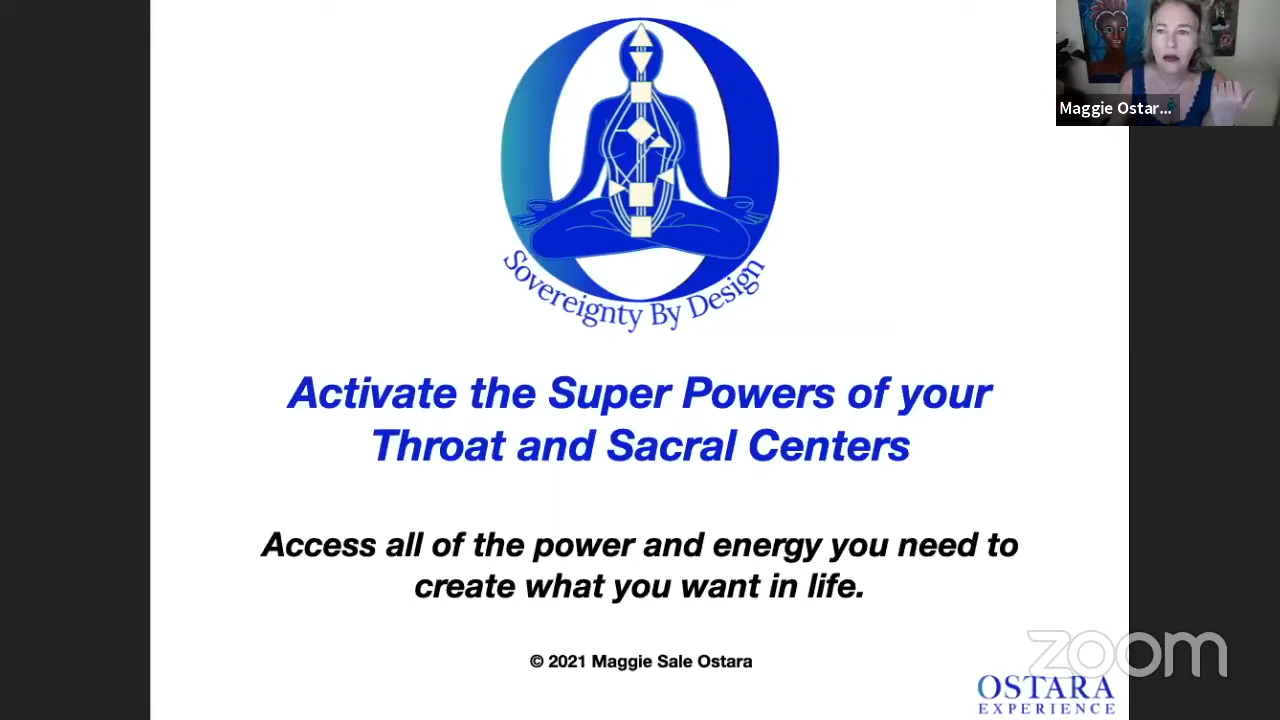 Maggie Ostar...
Sovereignty By Design
Activate the Super Powers of your
Throat and Sacral Centers
Access all of the power and energy you need to
create what you want in life.
© 2021 Maggie Sale Ostara
zoom
OSTARA
EXPERIENCE